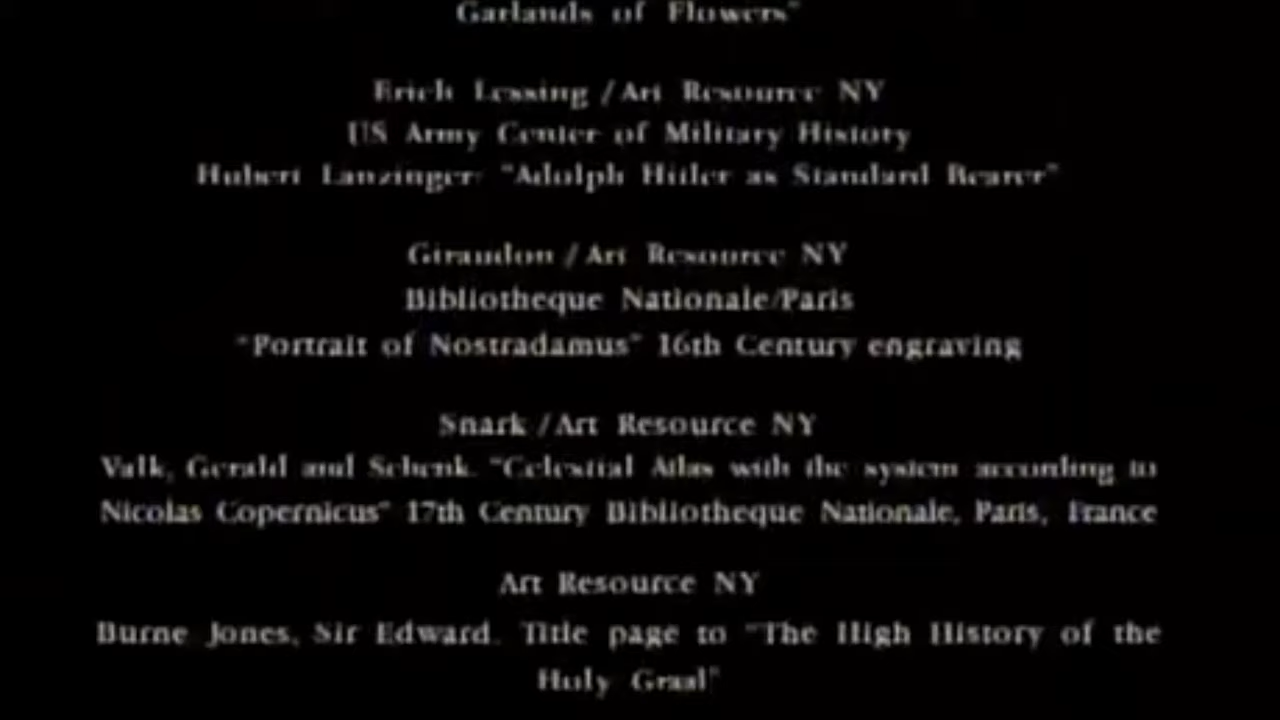 Garlands of Flowers"
Erich Lessing / Art Resource NY
US Army Center of Military History
Hubert Lanzinger: "Adolph Hitler as Standard Bearer"
Giraudon / Art Resource NY
Bibliotheque Nationale/Paris
"Portrait of Nostradamus" 16th Century engraving
Snark / Art Resource NY
Valk, Gerald and Schenk. "Celestial Atlas with the system according to
Nicolas Copernicus" 17th Century Bibliotheque Nationale, Paris, France
Art Resource NY
Burne Jones, Sir Edward. Title page to "The High History of the
Holy Graal"